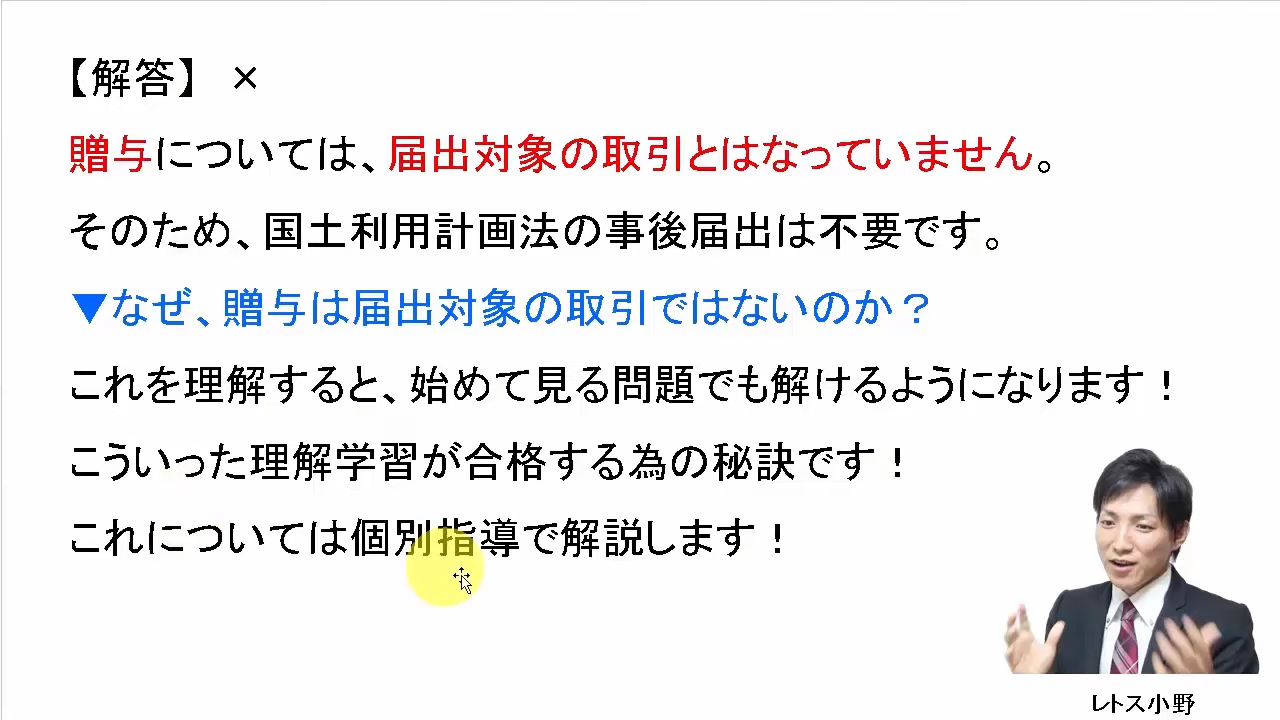 【解答】 ×
贈与については、届出対象の取引とはなっていません。
そのため、国土利用計画法の事後届出は不要です。
▼なぜ、贈与は届出対象の取引ではないのか？
これを理解すると、始めて見る問題でも解けるようになります！
こういった理解学習が合格する為の秘訣です！
これについては個別指導で解説します！
レトス小野